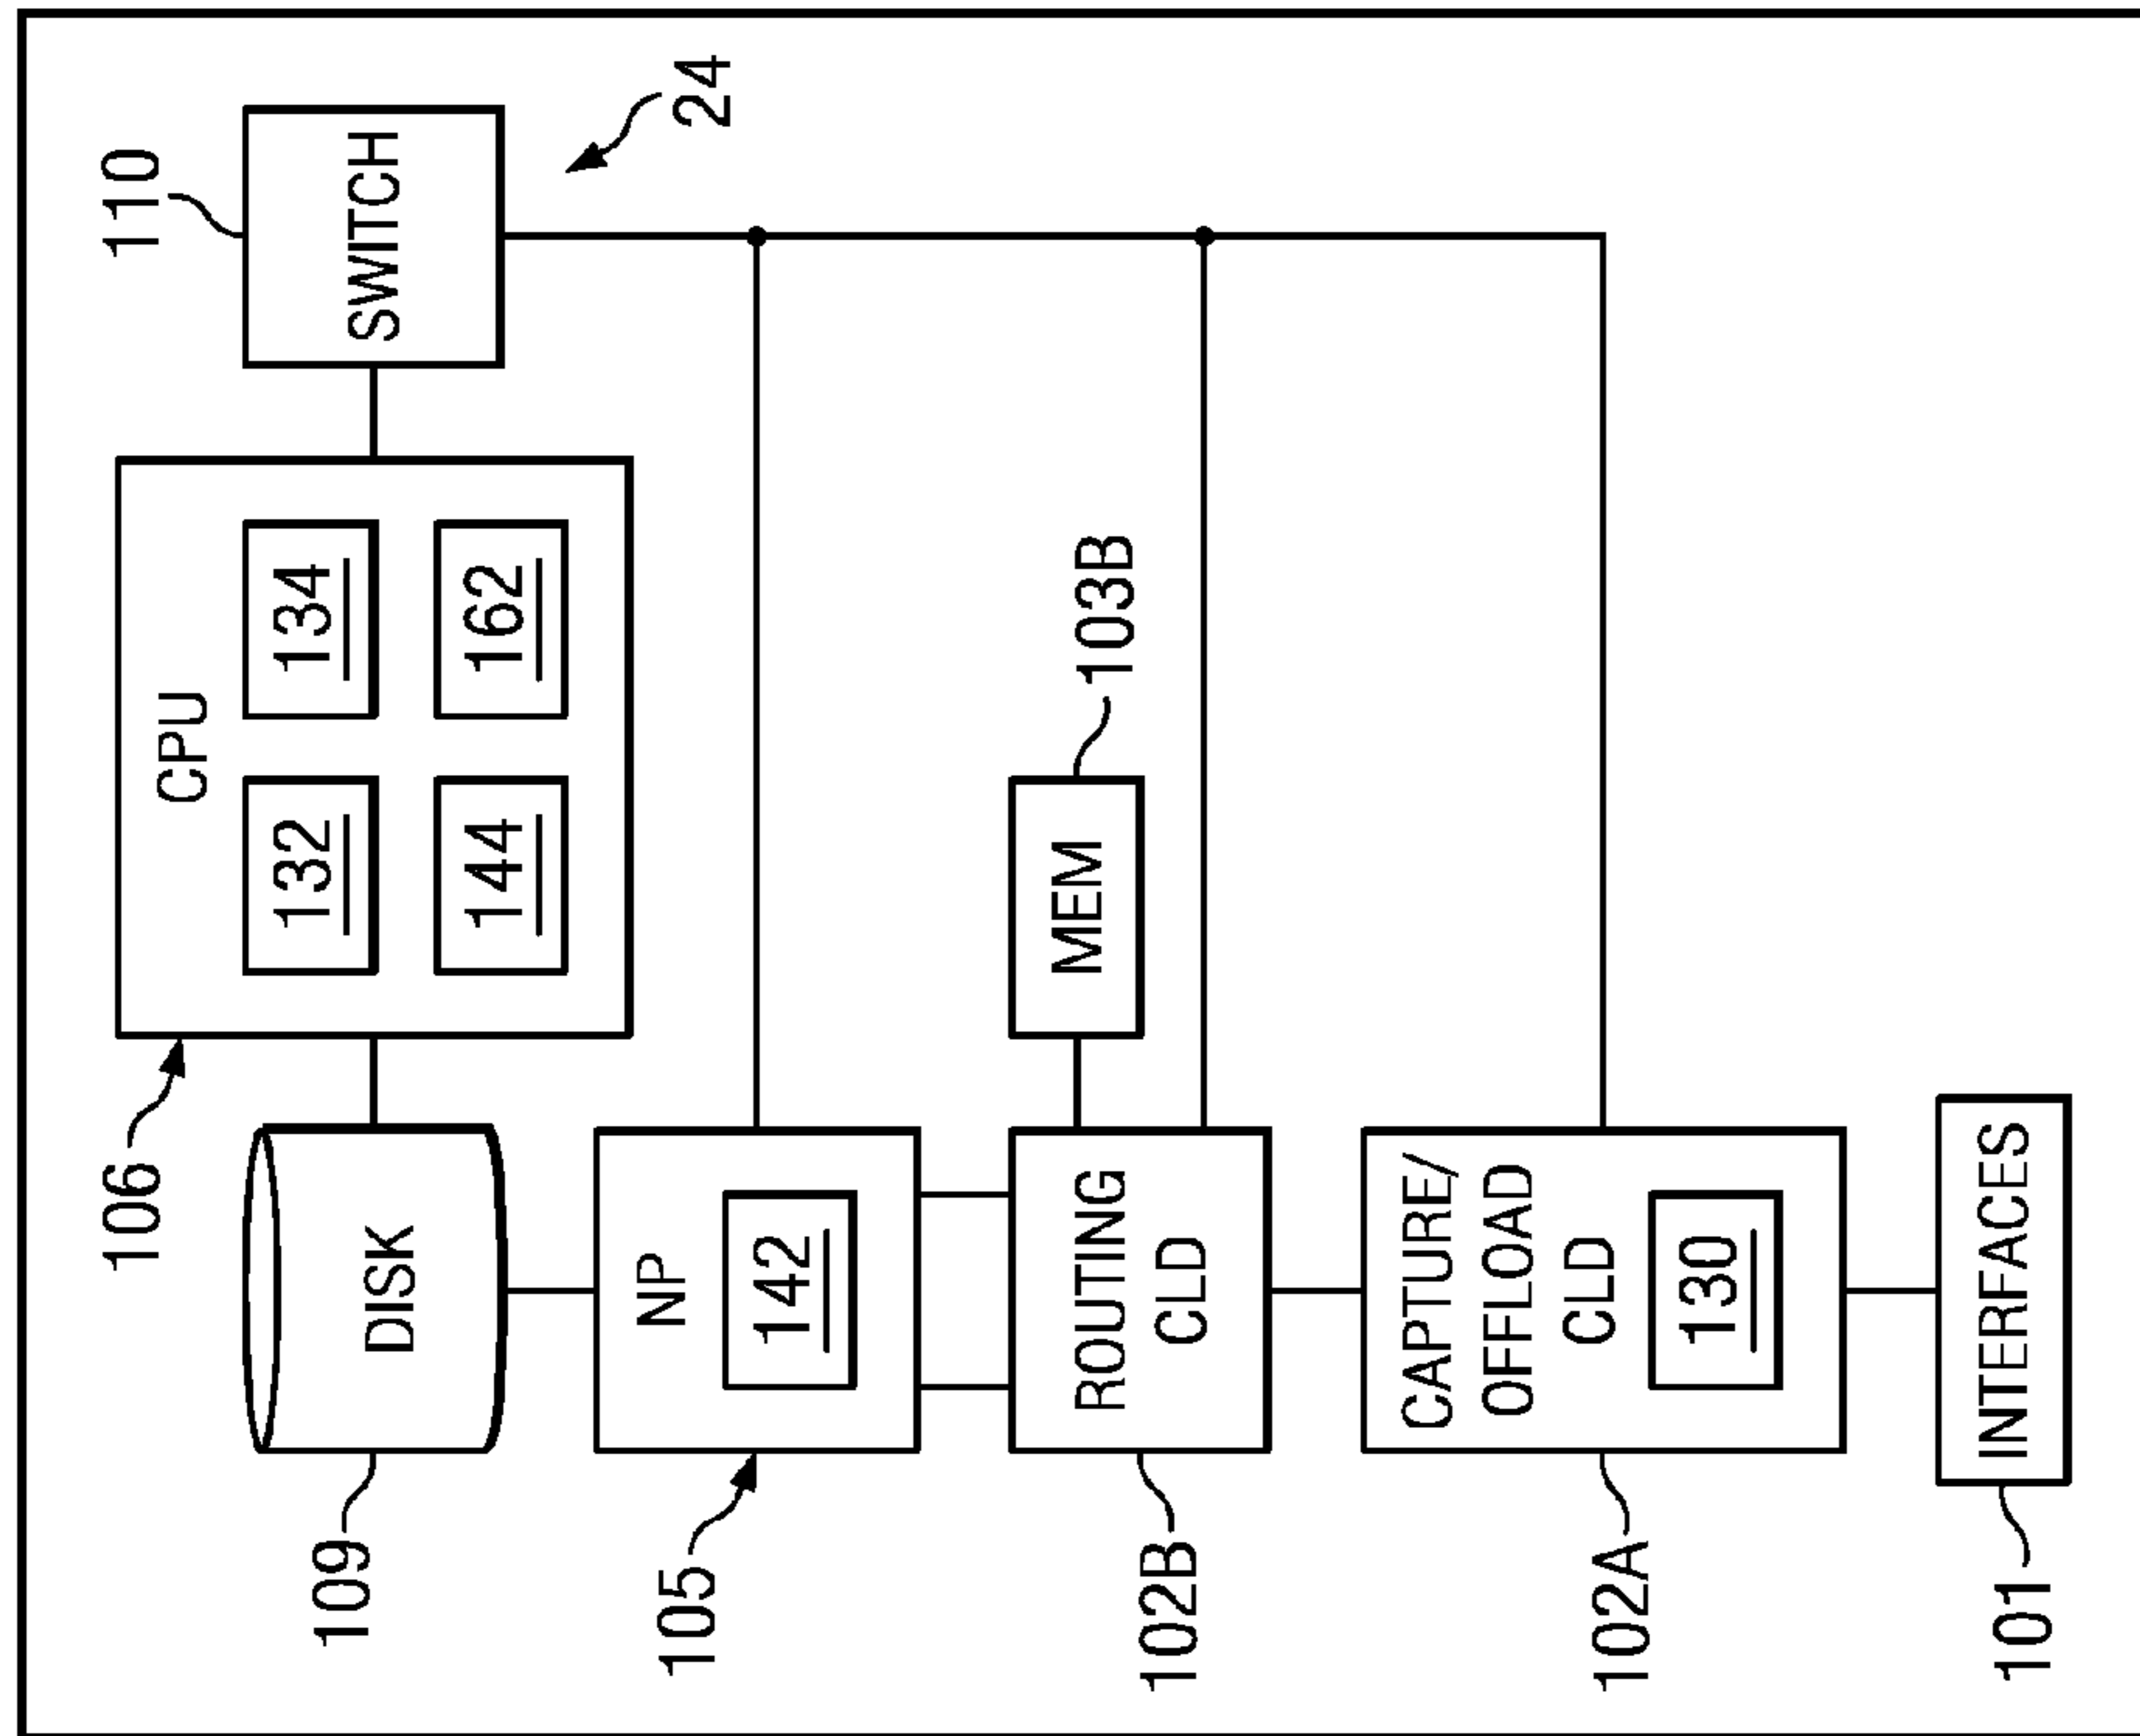 106
110
CPU
132
134
109
DISK
SWITCH
144
162
105
NP
24
142
ROUTING
CLD
MEM
103B
102B
CAPTURE/
OFFLOAD
CLD
102A
130
101
INTERFACES